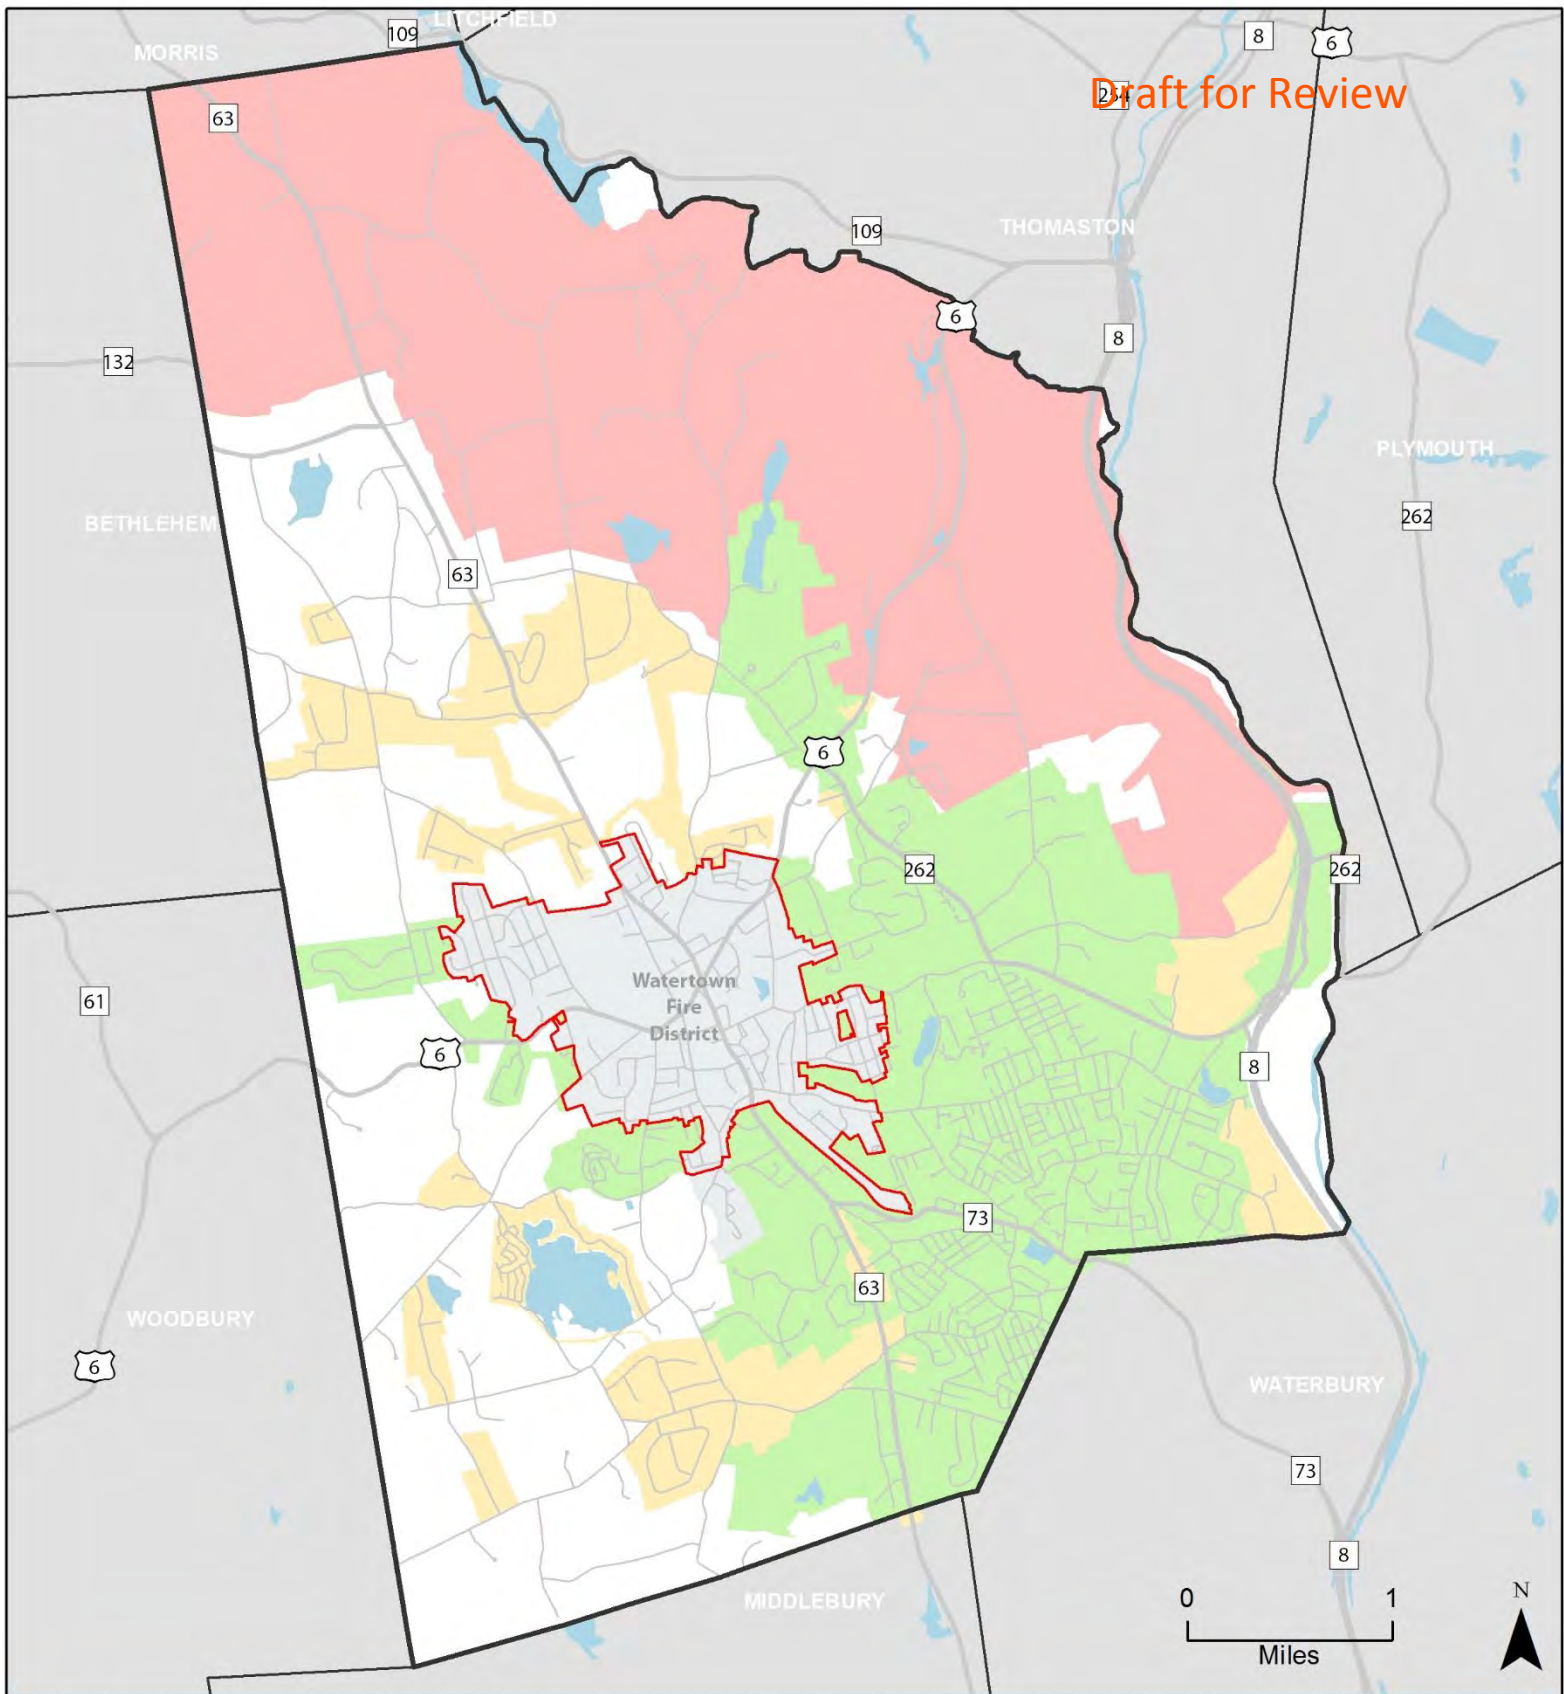 LITCHFIELD
109
8
6
MORRIS
Draft for Review
254
63
THOMASTON
109
6
8
132
PLYMOUTH
262
BETHLEHEM
63
6
262
262
Watertown
Fire
District
61
6
8
73
63
WOODBURY
6
WATERBURY
73
8
MIDDLEBURY
0
1
Miles
N